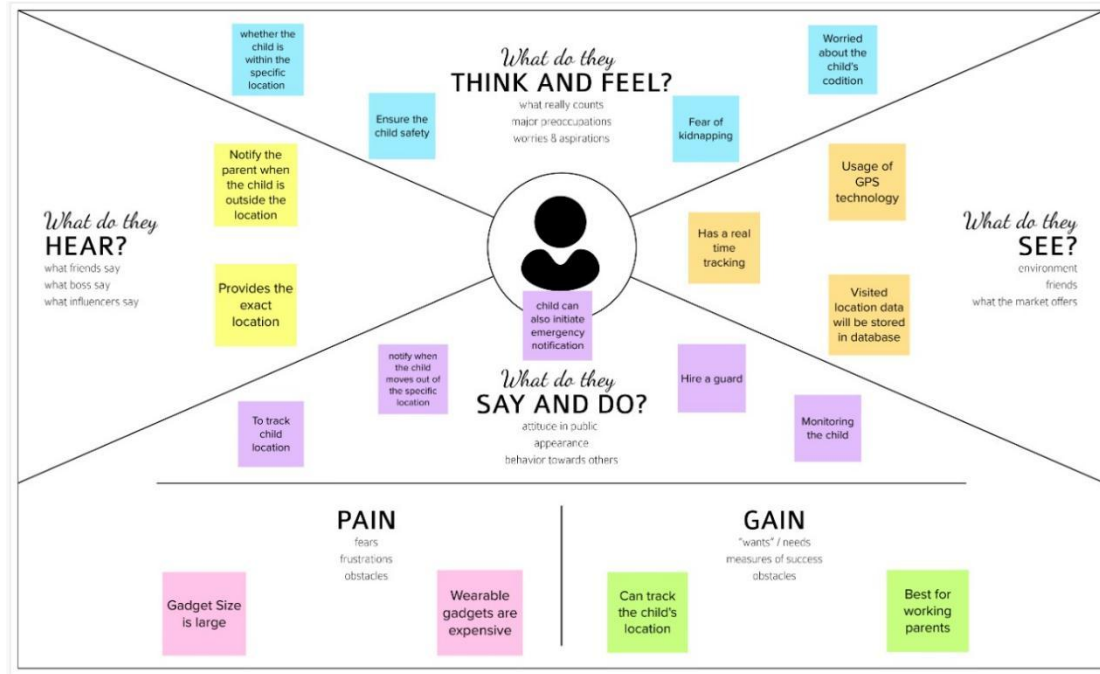 whether the
child is
within the
specific
location
What do they
THINK AND FEEL?
what really counts
major preoccupations
worries & aspirations
Worried
about the
child's
codition
Ensure the
child safety
Fear of
kidnapping
Notify the
parent when
the child is
outside the
location
Usage of
GPS
technology
What do they
HEAR?
what friends say
what boss say
what influencers say
Provides the
exact
location
Has a real
time
tracking
What do they
SEE?
environment
friends
what the market offers
Visited
location data
will be stored
in database
child can
also initiate
emergency
notification
notify when
the child
moves out of
the specific
location
What do they
SAY AND DO?
attitude in public
appearance
behavior towards others
Hire a guard
To track
child
location
Monitoring
the child
PAIN
fears
frustrations
obstacles
Gadget Size
is large
Wearable
gadgets are
expensive
GAIN
"wants" / needs
measures of success
obstacles
Can track
the child's
location
Best for
working
parents